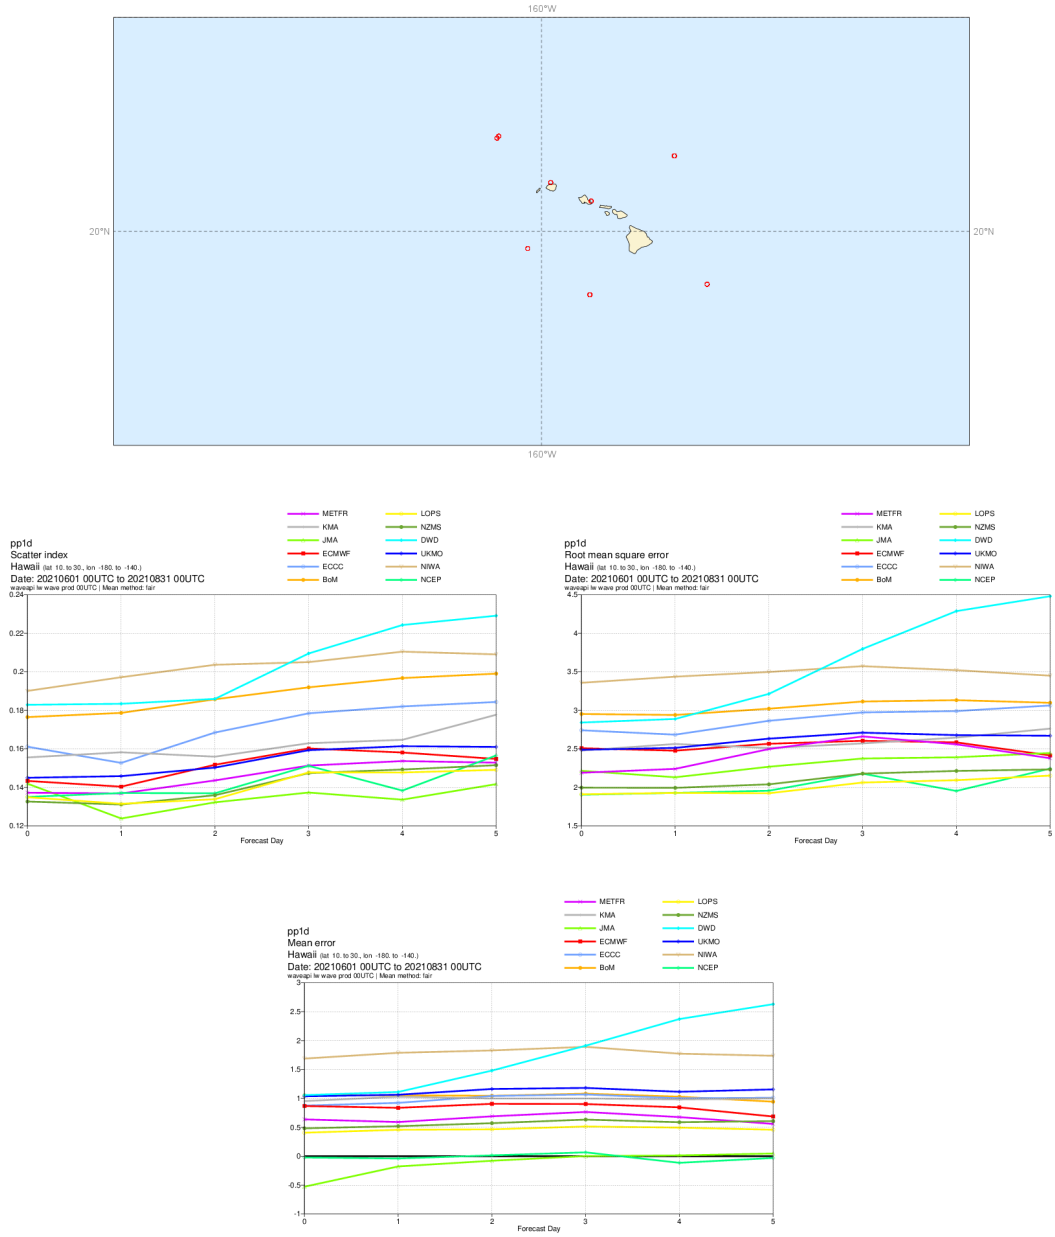 160°W
20°N 20°N
160°W
METFR LOPS
KMA NZMS
JMA DWD
ECMWF UKMO
ECCC NIWA
BoM NCEP
pp1d
Scatter index
Hawaii (lat 10. to 30., lon -180. to -140.)
Date: 20210601 00UTC to 20210831 00UTC
waveapi lw wave prod 00UTC | Mean method: fair
0.24
0.22
0.2
0.18
0.16
0.14
0.12
0 1 2 3 4 5
Forecast Day
METFR LOPS
KMA NZMS
JMA DWD
ECMWF UKMO
ECCC NIWA
BoM NCEP
pp1d
Root mean square error
Hawaii (lat 10. to 30., lon -180. to -140.)
Date: 20210601 00UTC to 20210831 00UTC
waveapi lw wave prod 00UTC | Mean method: fair
4.5
4
3.5
3
2.5
2
1.5
0 1 2 3 4 5
Forecast Day
METFR LOPS
KMA NZMS
JMA DWD
ECMWF UKMO
ECCC NIWA
BoM NCEP
pp1d
Mean error
Hawaii (lat 10. to 30., lon -180. to -140.)
Date: 20210601 00UTC to 20210831 00UTC
waveapi lw wave prod 00UTC | Mean method: fair
3
2.5
2
1.5
1
0.5
0
-0.5
-1
0 1 2 3 4 5
Forecast Day